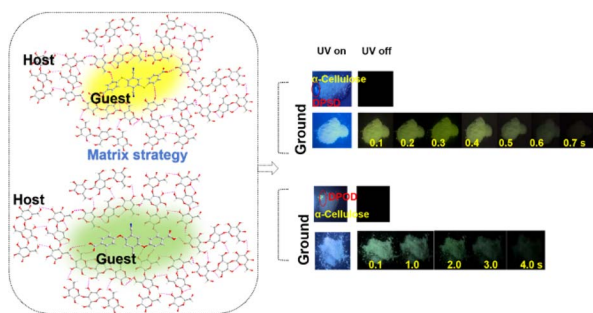 Host
Guest
Matrix strategy
Host
Guest
UV on
UV off
α-Cellulose
DPSD
Ground
0.1
0.2
0.3
0.4
0.5
0.6
0.7 s
DPOD
α-Cellulose
Ground
0.1
1.0
2.0
3.0
4.0 s